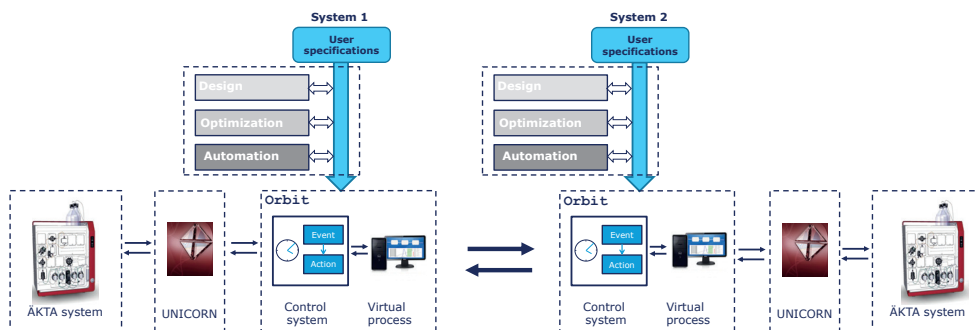 System 1
System 2
User
specifications
User
specifications
Design
Optimization
Automation
Design
Optimization
Automation
Orbit
Event
Action
Orbit
Event
Action
ÄKTA system
UNICORN
Control
system
Virtual
process
Control
system
Virtual
process
UNICORN
ÄKTA system